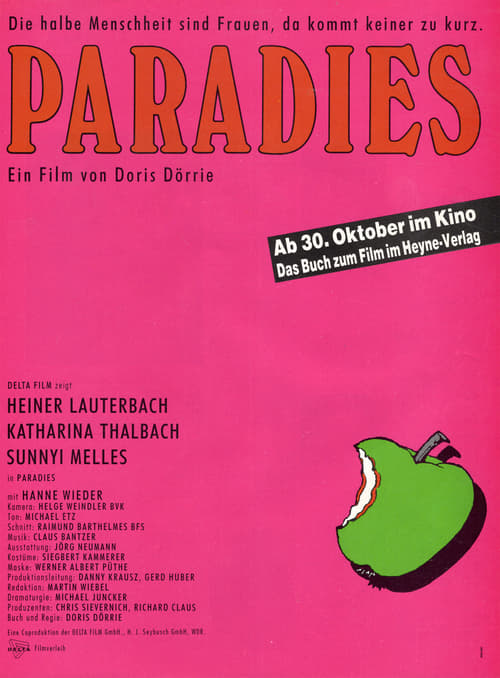 Die halbe Menschheit sind Frauen, da kommt keiner zu kurz.
PARADIES
Ein Film von Doris Dörrie
Ab 30. Oktober im Kino
Das Buch zum Film im Heyne-Verlag
DELTA FILM zeigt
HEINER LAUTERBACH
KATHARINA THALBACH
SUNNYI MELLES
in PARADIES
mit HANNE WIEDER
Kamera: HELGE WEINDLER BVK
Ton: MICHAEL ETZ
Schnitt: RAIMUND BARTHELMES BFS
Musik: CLAUS BANTZER
Ausstattung: JÖRG NEUMANN
Kostüme: SIEGBERT KAMMERER
Maske: WERNER ALBERT PÜTHE
Produktionsleitung: DANNY KRAUSZ, GERD HUBER
Redaktion: MARTIN WIEBEL
Dramaturgie: MICHAEL JUNCKER
Produzenten: CHRIS SIEVERNICH, RICHARD CLAUS
Buch und Regie: DORIS DÖRRIE
Eine Coproduktion der DELTA FILM GmbH., H. J. Seybusch GmbH, WDR.
DELTA Filmverleih